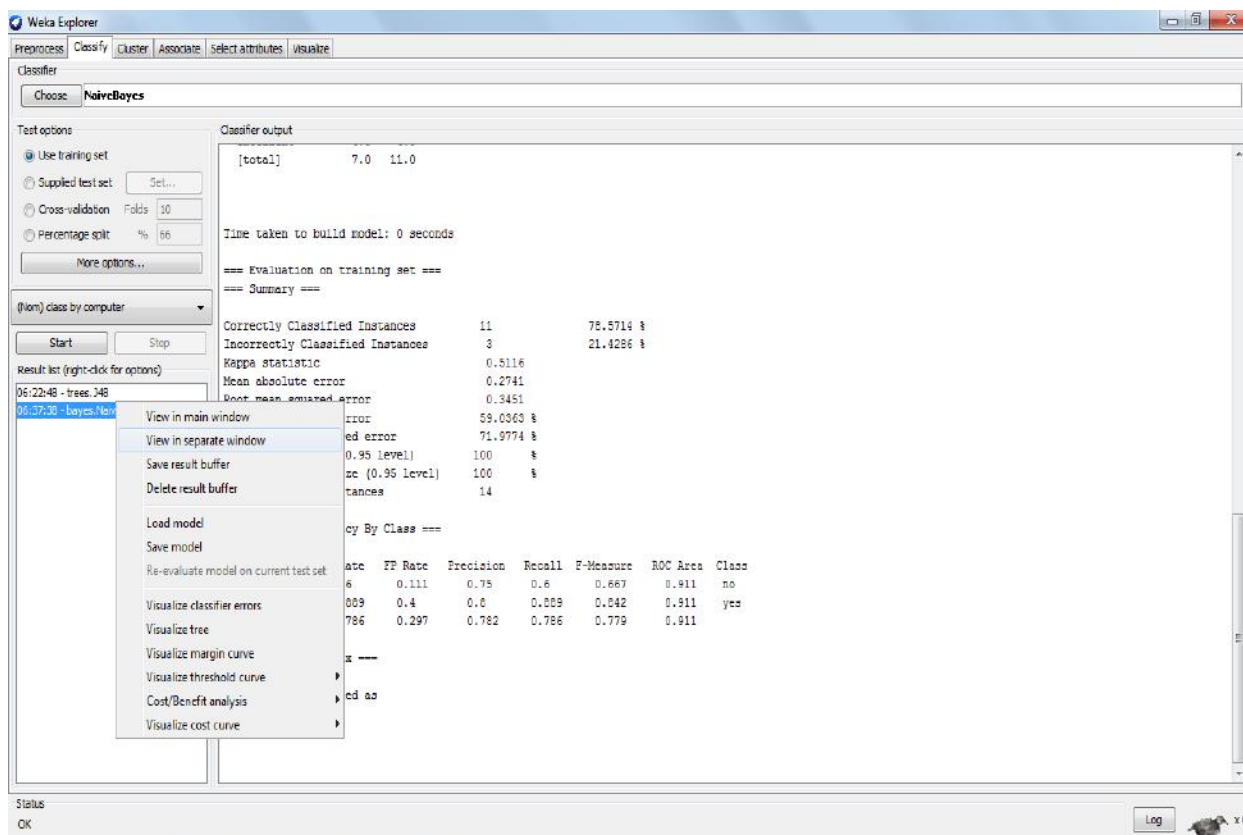 Weka Explorer
Preprocess Classify Cluster Associate Select attributes Visualize
Classifier
Choose NaiveBayes
Test options
Use training set
Supplied test set Set...
Cross-validation Folds 10
Percentage split % 66
More options...
(Nom) class by computer
Start Stop
Result list (right-click for options)
06:22:48 - trees.J48
06:37:38 - bayes.Naiv
View in main window
View in separate window
Save result buffer
Delete result buffer
Load model
Save model
Re-evaluate model on current test set
Visualize classifier errors
Visualize tree
Visualize margin curve
Visualize threshold curve
Cost/Benefit analysis
Visualize cost curve
Classifier output
[total] 7.0 11.0
Time taken to build model: 0 seconds
=== Evaluation on training set ===
=== Summary ===
Correctly Classified Instances 11 78.5714 %
Incorrectly Classified Instances 3 21.4286 %
Kappa statistic 0.5116
Mean absolute error 0.2741
Root mean squared error 0.3451
rror 59.0363 %
ed error 71.9774 %
0.95 level) 100 %
ze (0.95 level) 100 %
tances 14
cy By Class ===
ate FP Rate Precision Recall F-Measure ROC Area Class
6 0.111 0.75 0.6 0.667 0.911 no
889 0.4 0.8 0.889 0.842 0.911 yes
786 0.297 0.782 0.786 0.779 0.911
x ===
ed as
Status
OK
Log
x